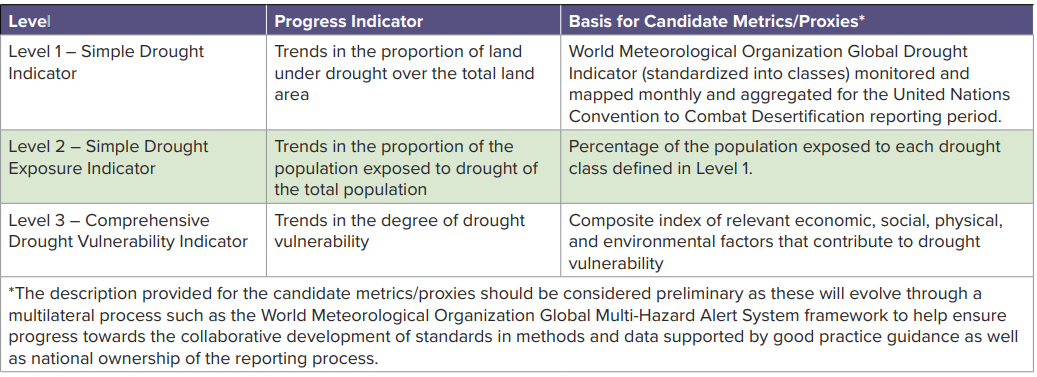 Level
Progress Indicator
Basis for Candidate Metrics/Proxies*
Level 1 – Simple Drought
Indicator
Trends in the proportion of land
under drought over the total land
area
World Meteorological Organization Global Drought
Indicator (standardized into classes) monitored and
mapped monthly and aggregated for the United Nations
Convention to Combat Desertification reporting period.
Level 2 – Simple Drought
Exposure Indicator
Trends in the proportion of the
population exposed to drought of
the total population
Percentage of the population exposed to each drought
class defined in Level 1.
Level 3 – Comprehensive
Drought Vulnerability Indicator
Trends in the degree of drought
vulnerability
Composite index of relevant economic, social, physical,
and environmental factors that contribute to drought
vulnerability
*The description provided for the candidate metrics/proxies should be considered preliminary as these will evolve through a
multilateral process such as the World Meteorological Organization Global Multi-Hazard Alert System framework to help ensure
progress towards the collaborative development of standards in methods and data supported by good practice guidance as well
as national ownership of the reporting process.